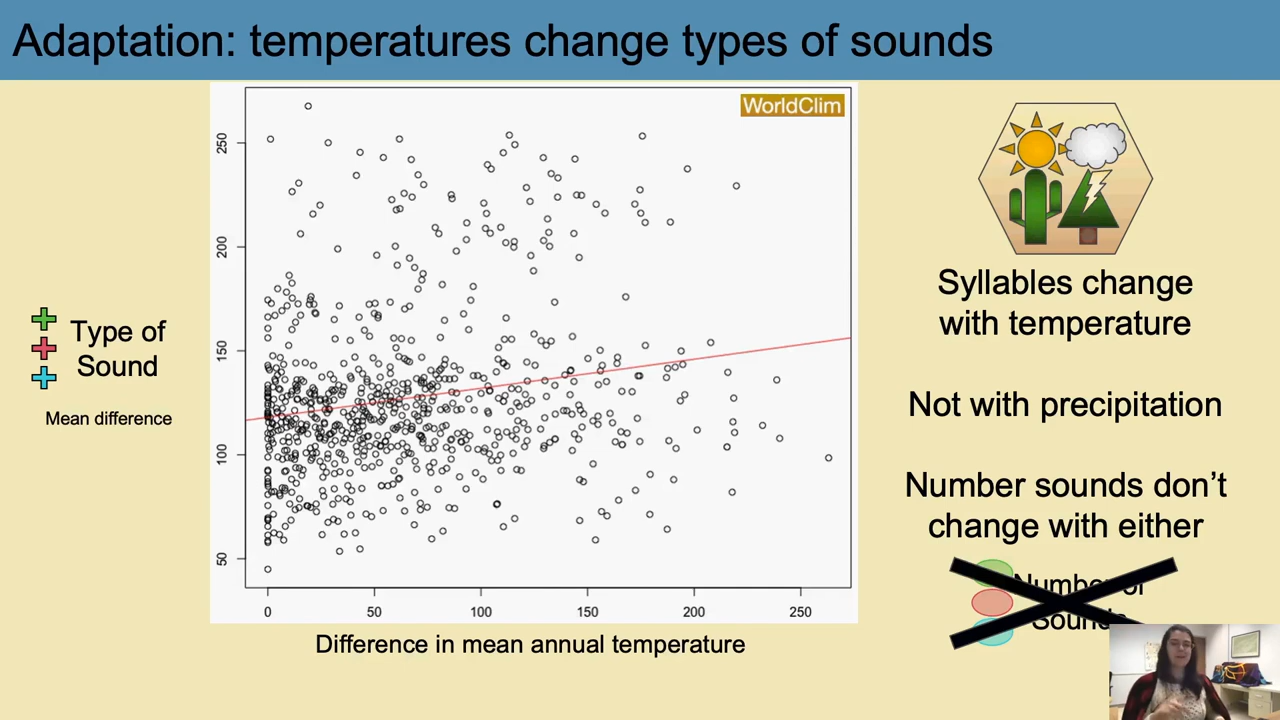 Adaptation: temperatures change types of sounds
WorldClim
250
200
150
100
50
0
50
100
150
200
250
Difference in mean annual temperature
Type of
Sound
Mean difference
Syllables change
with temperature
Not with precipitation
Number sounds don’t
change with either
Number of
Sounds